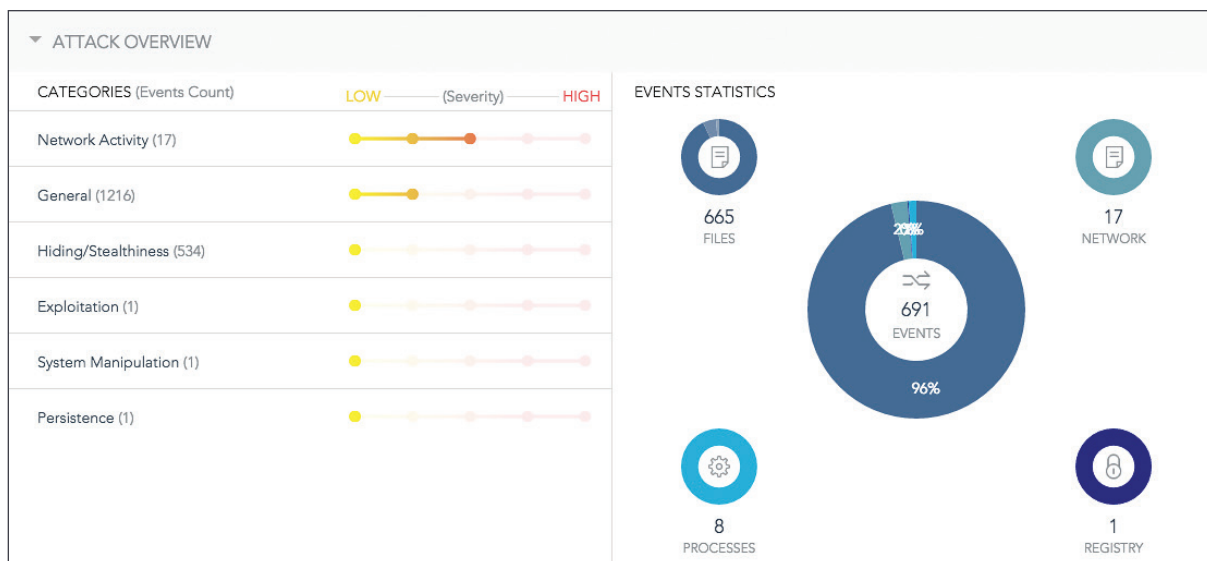 ATTACK OVERVIEW
CATEGORIES (Events Count)
LOW (Severity) HIGH
Network Activity (17)
General (1216)
Hiding/Stealthiness (534)
Exploitation (1)
System Manipulation (1)
Persistence (1)
EVENTS STATISTICS
665
FILES
17
NETWORK
691
EVENTS
96%
8
PROCESSES
1
REGISTRY